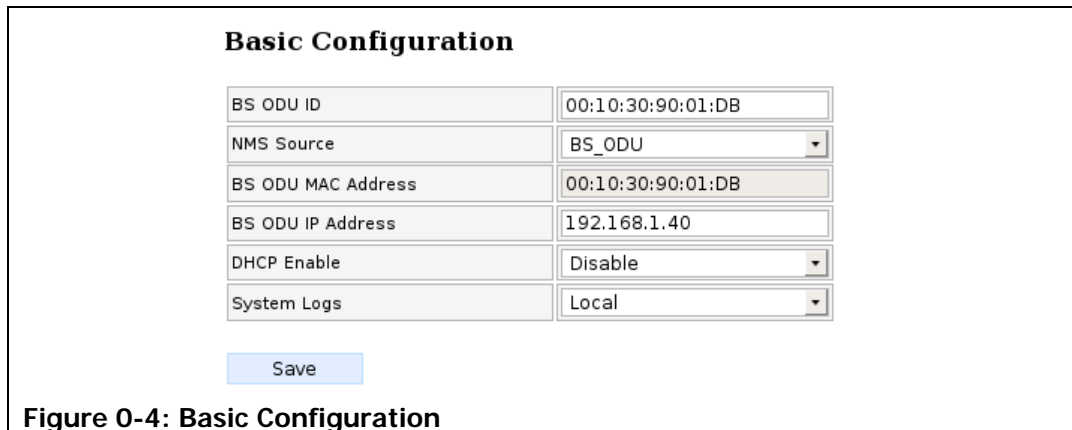 Basic Configuration
BS ODU ID 00:10:30:90:01:DB
NMS Source BS_ODU
BS ODU MAC Address 00:10:30:90:01:DB
BS ODU IP Address 192.168.1.40
DHCP Enable Disable
System Logs Local
Save
Figure 0-4: Basic Configuration